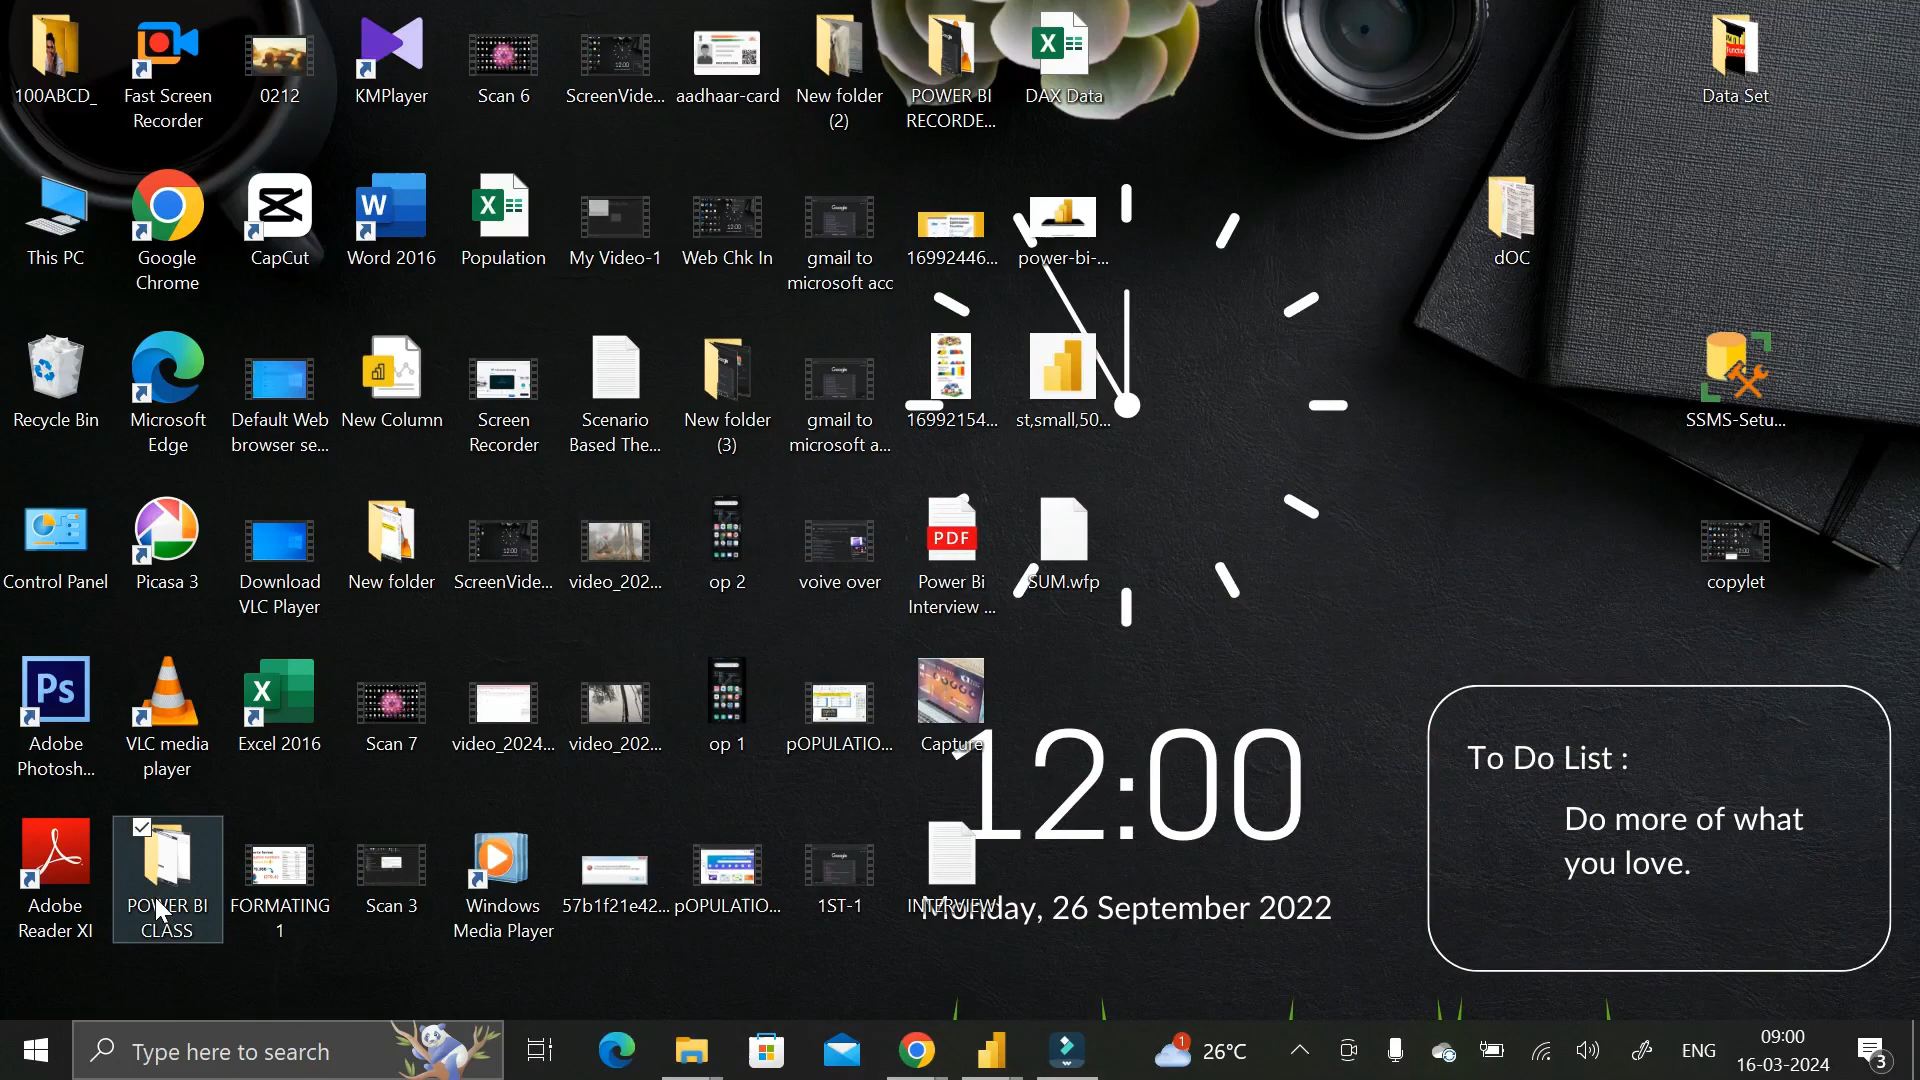 100ABCD_
Fast Screen
Recorder
0212
KMPlayer
Scan 6
ScreenVide...
aadhaar-card
New folder
(2)
POWER BI
RECORDE...
DAX Data
Data Set
This PC
Google
Chrome
CapCut
Word 2016
Population
My Video-1
Web Chk In
gmail to
microsoft acc
16992446...
power-bi-...
dOC
Recycle Bin
Microsoft
Edge
Default Web
browser se...
New Column
Screen
Recorder
Scenario
Based The...
New folder
(3)
gmail to
microsoft a...
16992154...
st,small,50...
SSMS-Setu...
Control Panel
Picasa 3
Download
VLC Player
New folder
ScreenVide...
video_202...
op 2
voive over
PDF
Power Bi
Interview ...
SUM.wfp
copylet
Ps
Adobe
Photosh...
VLC media
player
Excel 2016
Scan 7
video_2024...
video_202...
op 1
pOPULATIO...
Capture
12:00
To Do List :
Do more of what
you love.
Adobe
Reader XI
POWER BI
CLASS
FORMATING
1
Scan 3
Windows
Media Player
57b1f21e42...
pOPULATIO...
1ST-1
INTERVIEW
Monday, 26 September 2022
Type here to search
1
26°C
ENG
09:00
16-03-2024
3